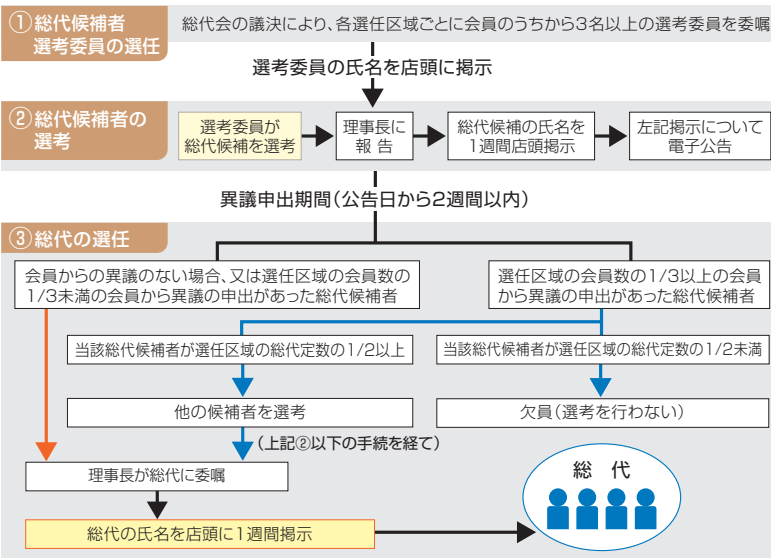 ①総代候補者
選考委員の選任
総代会の議決により、各選任区域ごとに会員のうちから3名以上の選考委員を委嘱
選考委員の氏名を店頭に掲示
②総代候補者の
選考
選考委員が
総代候補を選考
理事長に
報 告
総代候補の氏名を
1週間店頭掲示
左記掲示について
電子公告
異議申出期間(公告日から2週間以内)
③総代の選任
会員からの異議のない場合、又は選任区域の会員数の
1/3未満の会員から異議の申出があった総代候補者
選任区域の会員数の1/3以上の会員
から異議の申出があった総代候補者
当該総代候補者が選任区域の総代定数の1/2以上
当該総代候補者が選任区域の総代定数の1/2未満
他の候補者を選考
欠員(選考を行わない)
(上記②以下の手続を経て)
理事長が総代に委嘱
総 代
総代の氏名を店頭に1週間掲示